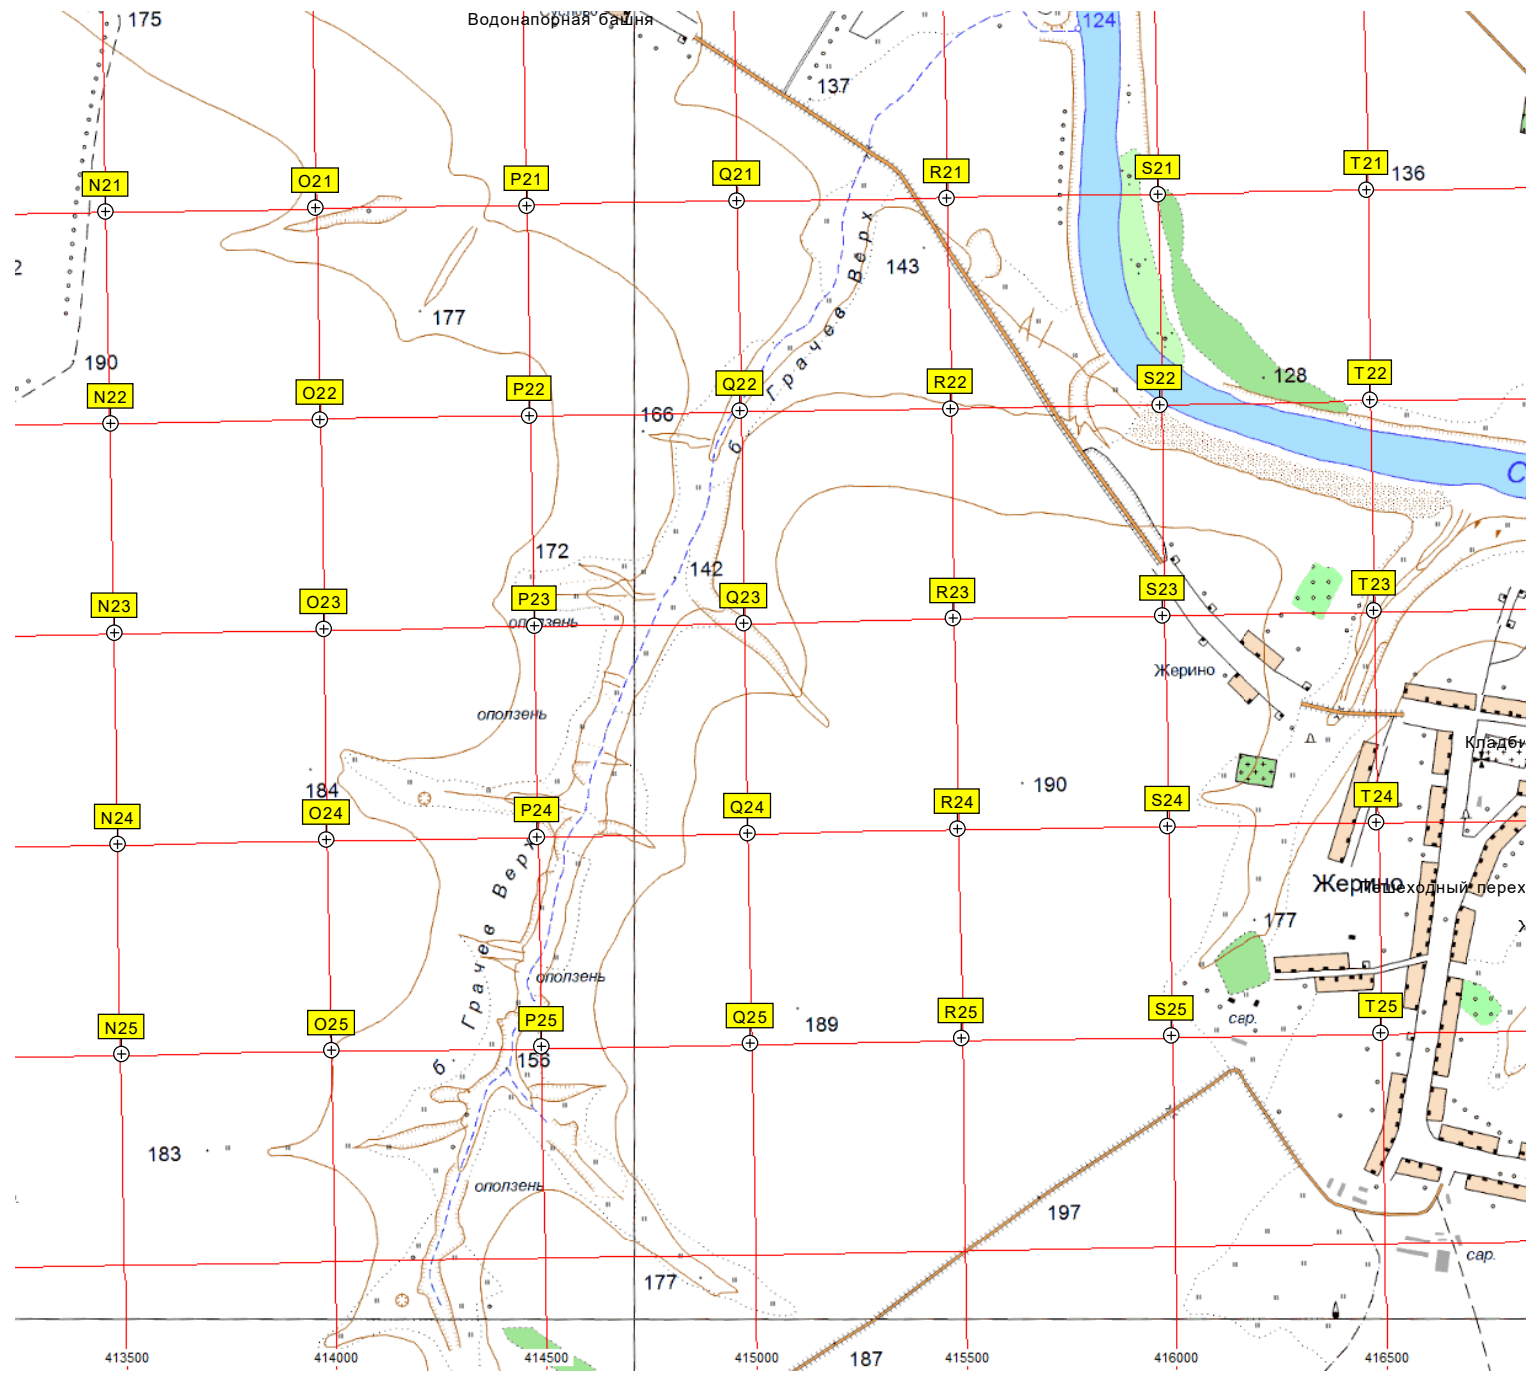 175
Водонапорная башня
124
137
N21
O21
P21
Q21
R21
S21
T21
136
б. Грачев Верх
143
177
190
128
N22
O22
P22
Q22
R22
S22
T22
166
С
172
142
N23
O23
P23
Q23
R23
S23
T23
оползень
Жерино
оползень
Кладби
184
190
N24
O24
P24
Q24
R24
S24
T24
б. Грачев Верх
Жерино
Пешеходный перех
177
оползень
N25
O25
P25
Q25
R25
S25
T25
189
сар.
156
183
оползень
197
сар.
177
187
413500
414000
414500
415000
415500
416000
416500